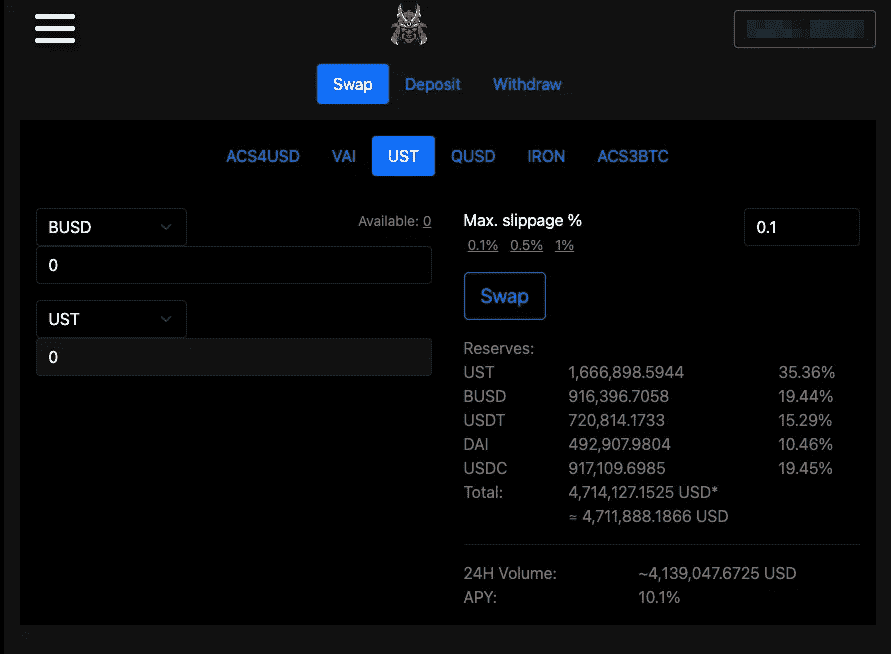 Swap Deposit Withdraw
ACS4USD VAI UST QUSD IRON ACS3BTC
BUSD
Available: 0
0
UST
0
Max. slippage %
0.1
0.1% 0.5% 1%
Swap
Reserves:
UST 1,666,898.5944 35.36%
BUSD 916,396.7058 19.44%
USDT 720,814.1733 15.29%
DAI 492,907.9804 10.46%
USDC 917,109.6985 19.45%
Total: 4,714,127.1525 USD*
≈ 4,711,888.1866 USD
24H Volume: ~4,139,047.6725 USD
APY: 10.1%